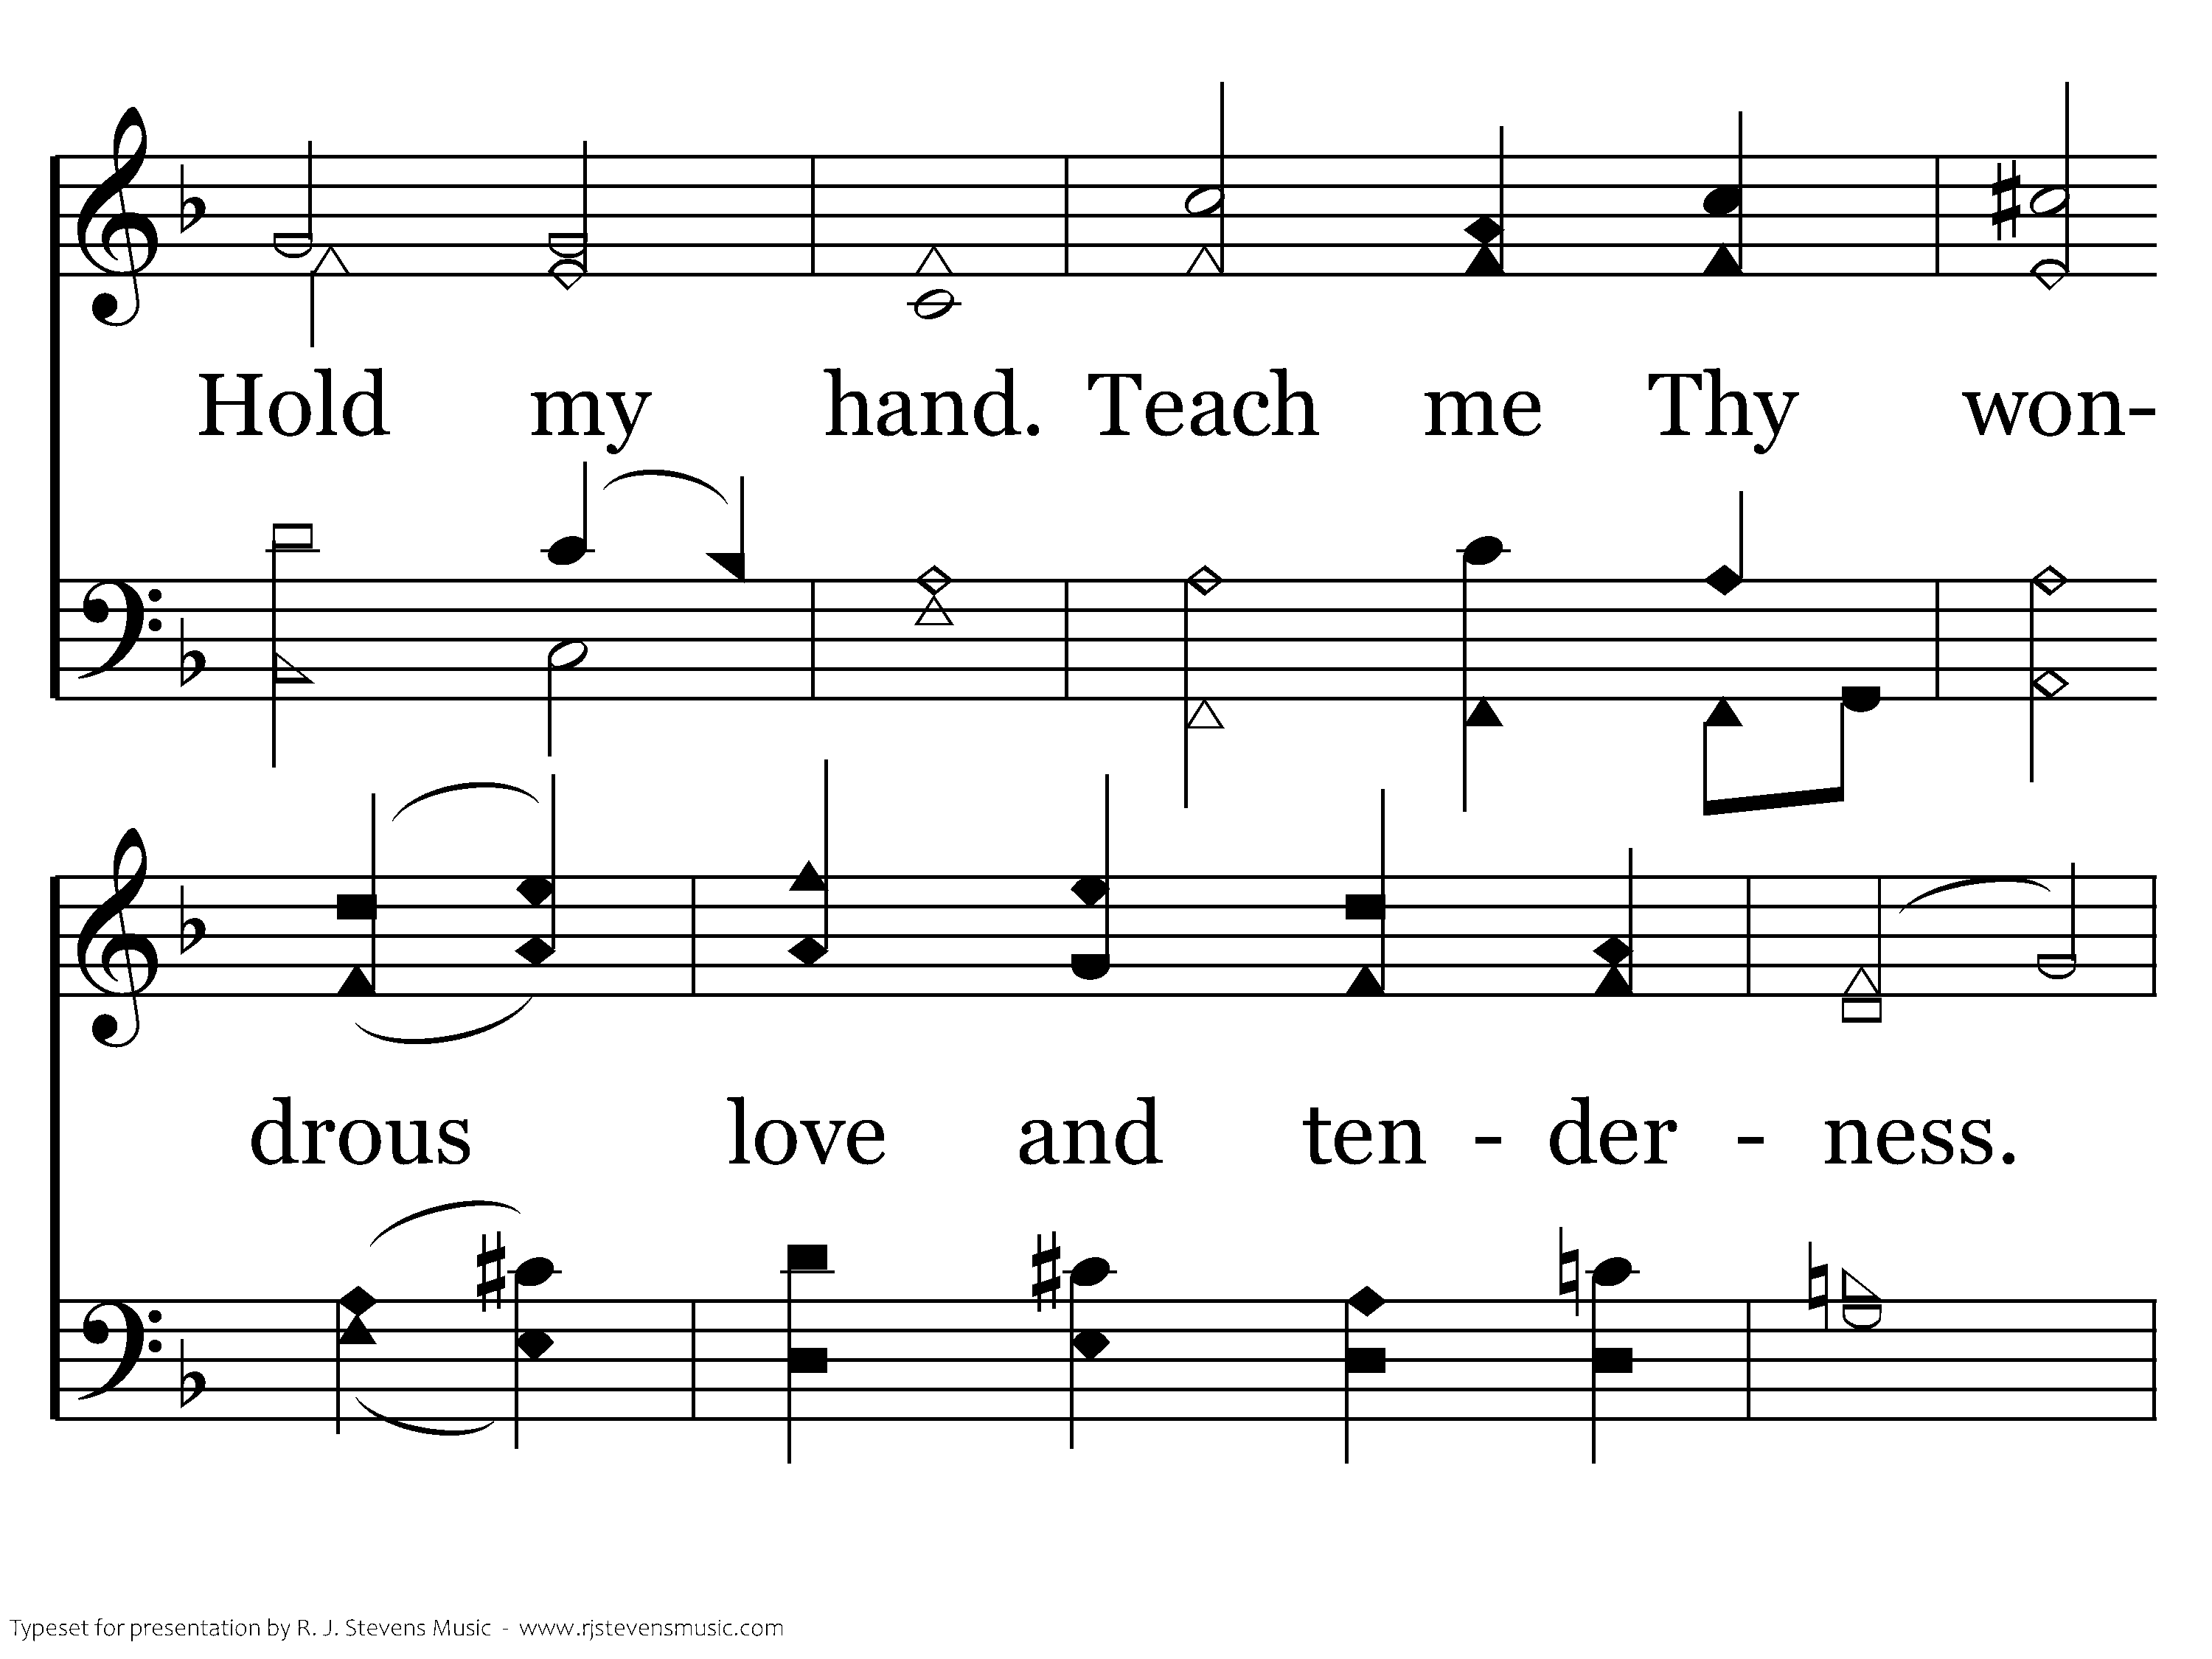 Hold my hand. Teach me Thy won-
drous love and ten - der - ness.
Typeset for presentation by R. J. Stevens Music - www.rjstevensmusic.com